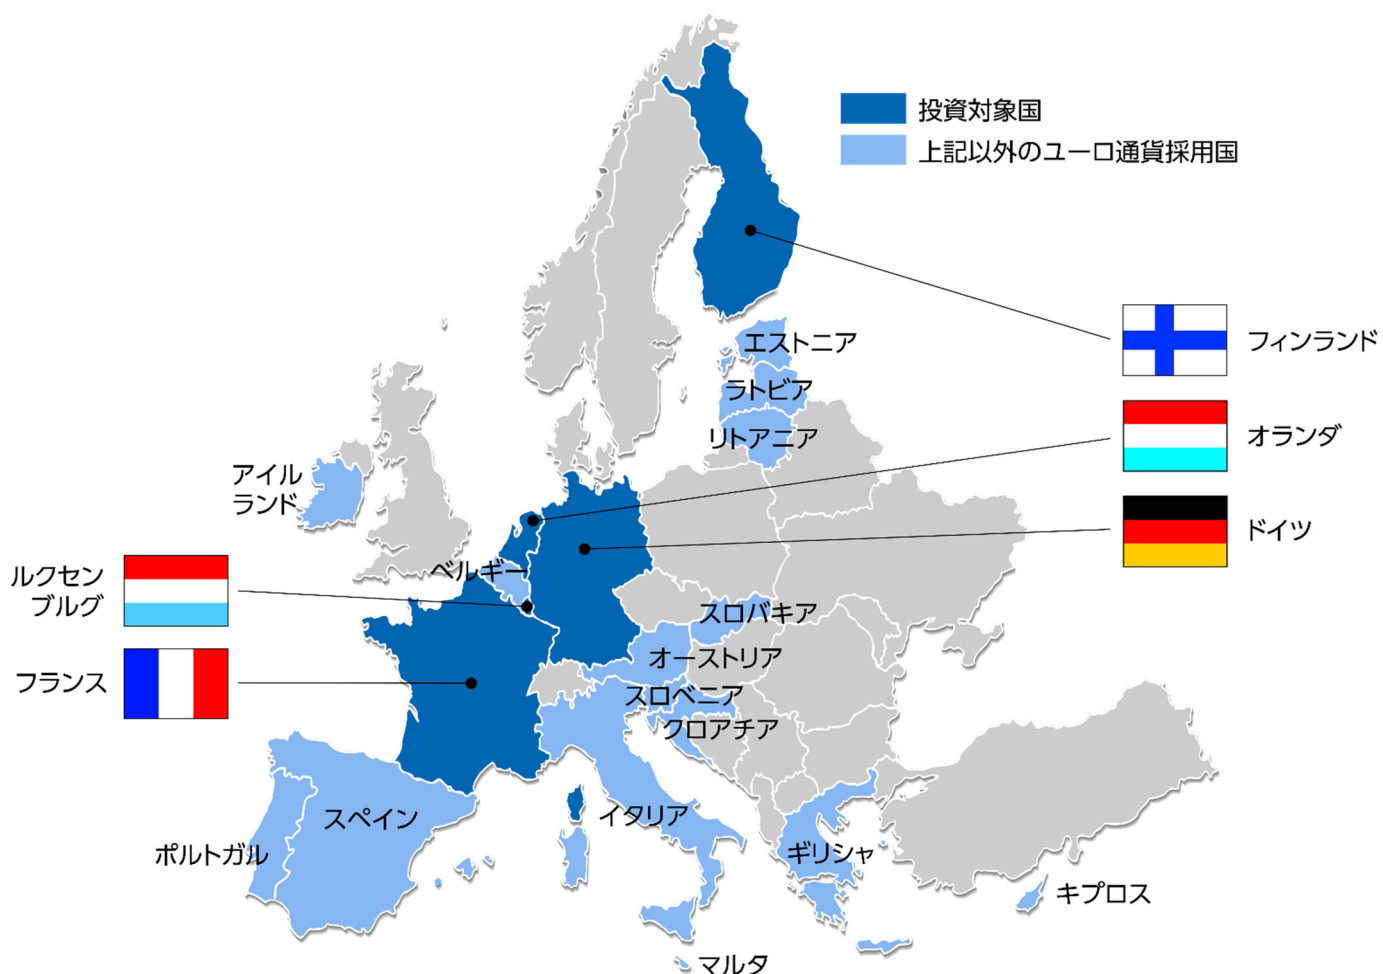 投資対象国
上記以外のユーロ通貨採用国
フィンランド
エストニア
ラトビア
リトアニア
オランダ
ドイツ
アイル
ランド
ベルギー
ルクセン
ブルグ
フランス
スロバキア
オーストリア
スロベニア
クロアチア
スペイン
イタリア
ポルトガル
ギリシャ
キプロス
マルタ